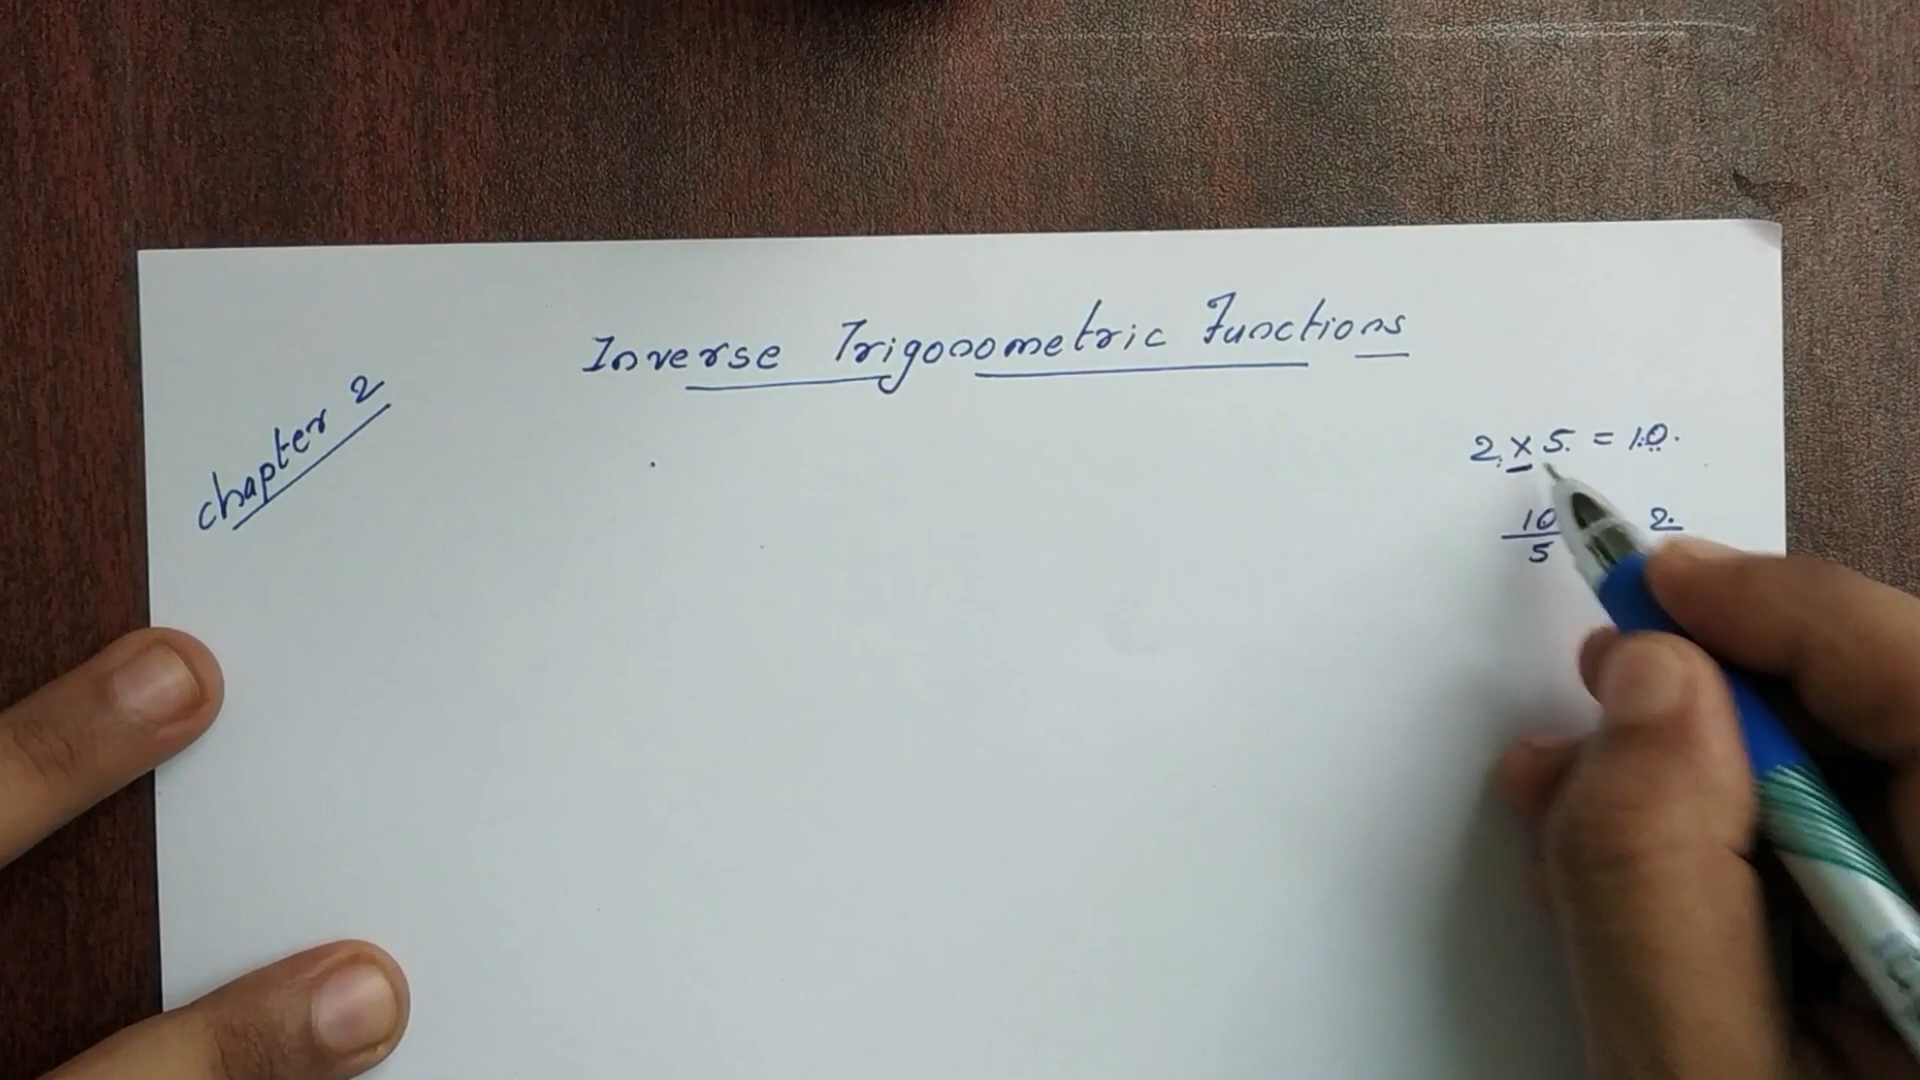 Inverse Trigonometric Functions
chapter 2
2 x 5 = 10
10 2
5